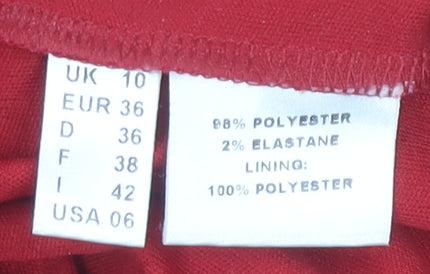 UK 10
EUR 36
D 36
F 38
I 42
USA 06
98% POLYESTER
2% ELASTANE
LINING:
100% POLYESTER